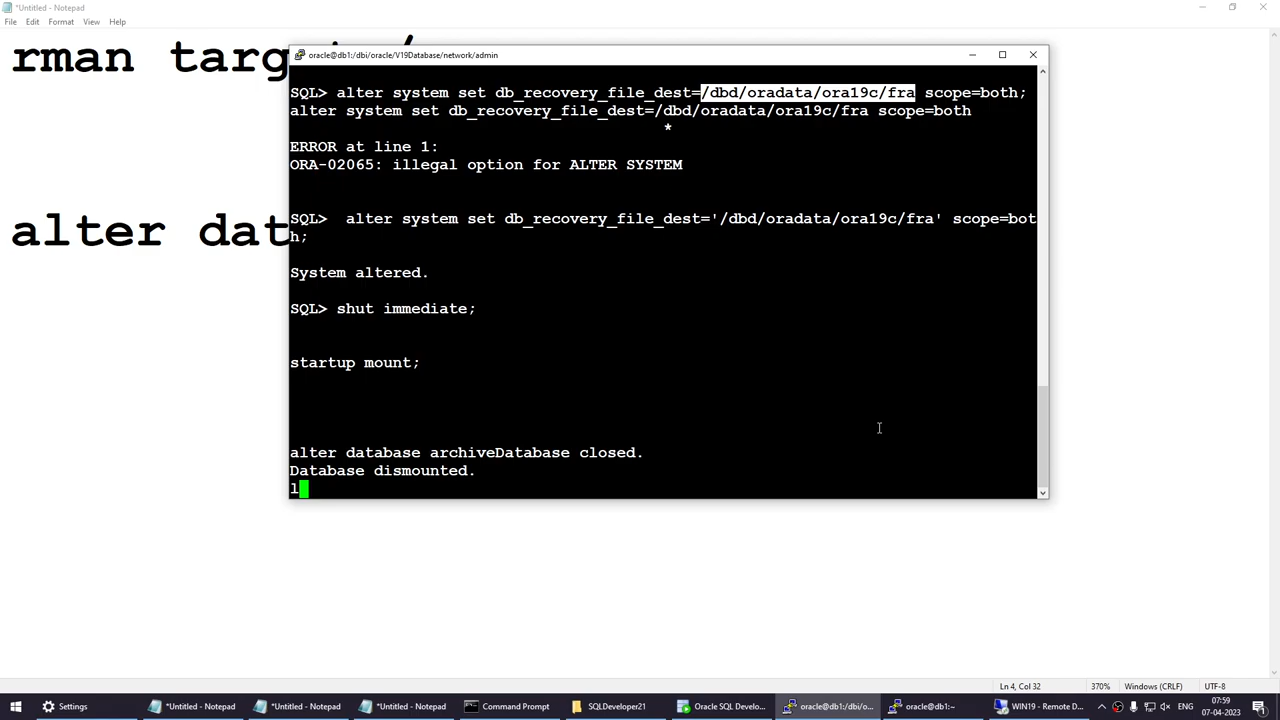 *Untitled - Notepad
File Edit Format View Help
rman targ
alter dat
oracle@db1:/dbi/oracle/V19Database/network/admin
SQL> alter system set db_recovery_file_dest=/dbd/oradata/ora19c/fra scope=both;
alter system set db_recovery_file_dest=/dbd/oradata/ora19c/fra scope=both
*
ERROR at line 1:
ORA-02065: illegal option for ALTER SYSTEM
SQL>  alter system set db_recovery_file_dest='/dbd/oradata/ora19c/fra' scope=bot
h;
System altered.
SQL> shut immediate;
startup mount;
alter database archiveDatabase closed.
Database dismounted.
l
Ln 4, Col 32 370% Windows (CRLF) UTF-8
Settings *Untitled - Notepad *Untitled - Notepad *Untitled - Notepad Command Prompt SQLDeveloper21 Oracle SQL Develo... oracle@db1:/dbi/o... oracle@db1:~ WIN19 - Remote D... ENG 07:59
07-04-2023